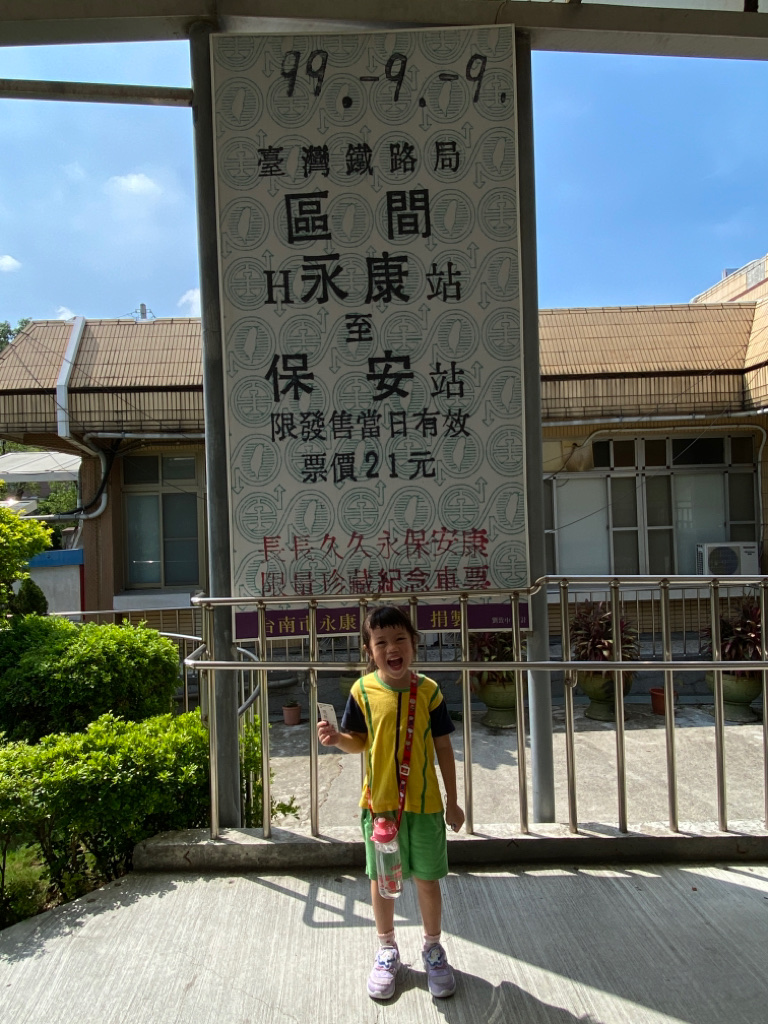 99.-9.-9.
臺灣鐵路局
區間
H永康站
至
保安站
限發售當日有效
票價21元
長長久久永保安康
限量珍藏紀念車票
台南市永康 捐製